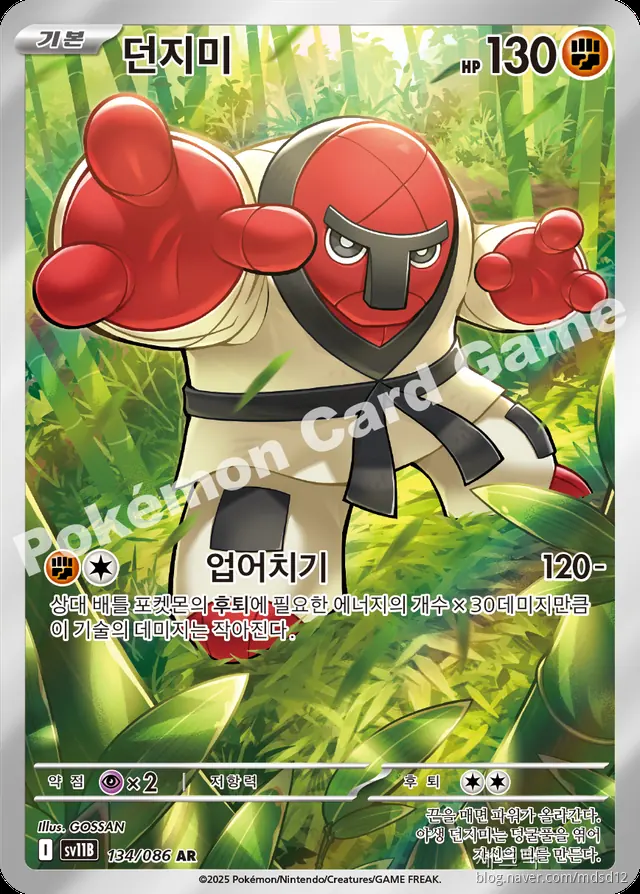 기본 던지미 HP 130
Pokémon Card Game
업어치기 120-
상대 배틀 포켓몬의 후퇴에 필요한 에너지의 개수×30데미지만큼
이 기술의 데미지는 작아진다.
약점 ×2 저항력 후퇴
Illus. GOSSAN
I sv11B 134/086 AR
끈을 매면 파워가 올라간다.
야생 던지미는 덩굴풀을 엮어
자신의 띠를 만든다.
blog.naver.com/mdsd12
©2025 Pokémon/Nintendo/Creatures/GAME FREAK.